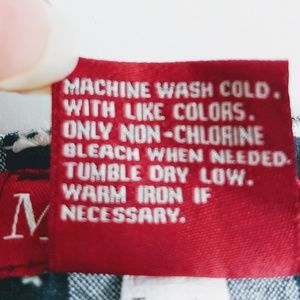 MACHINE WASH COLD.
WITH LIKE COLORS.
ONLY NON-CHLORINE
BLEACH WHEN NEEDED.
TUMBLE DRY LOW.
WARM IRON IF
NECESSARY.
M